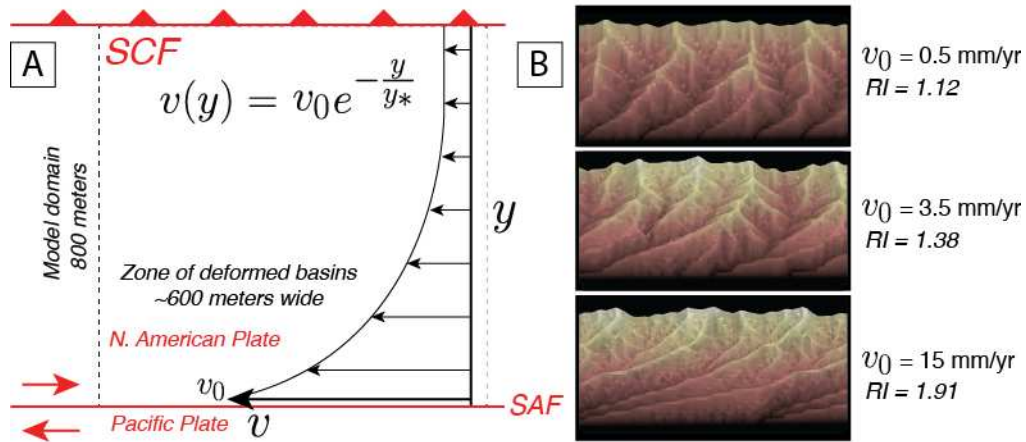 A
SCF
v(y) = v₀e^{-y/y*}
Model domain
800 meters
y
Zone of deformed basins
~600 meters wide
N. American Plate
v₀
v
SAF
Pacific Plate
B
v₀ = 0.5 mm/yr
RI = 1.12
v₀ = 3.5 mm/yr
RI = 1.38
v₀ = 15 mm/yr
RI = 1.91